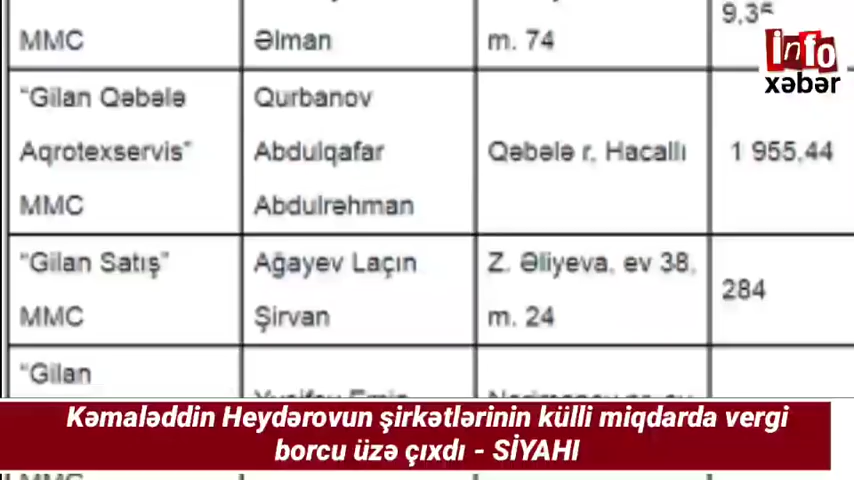 MMC
Əlman
m. 74
9,35
info
xəbər
"Gilan Qəbələ
Aqrotexservis"
MMC
Qurbanov
Abdulqafar
Abdulrəhman
Qəbələ r, Hacallı
1 955,44
"Gilan Satış"
MMC
Ağayev Laçın
Şirvan
Z. Əliyeva, ev 38,
m. 24
284
"Gilan
Kəmaləddin Heydərovun şirkətlərinin külli miqdarda vergi
borcu üzə çıxdı - SİYAHI